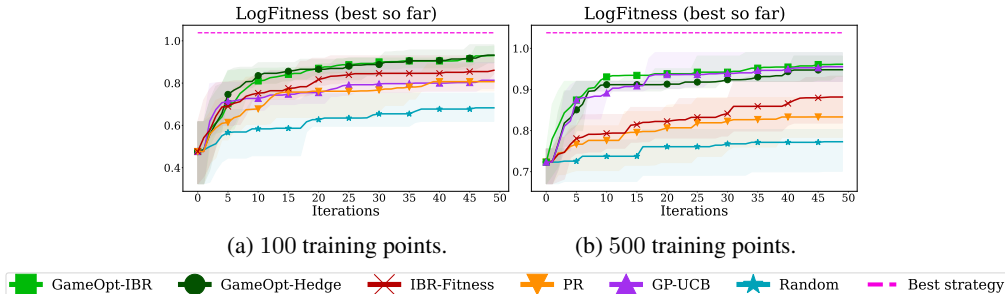 LogFitness (best so far)
1.0
0.8
0.6
0.4
0 5 10 15 20 25 30 35 40 45 50
Iterations
(a) 100 training points.
LogFitness (best so far)
1.0
0.9
0.8
0.7
0 5 10 15 20 25 30 35 40 45 50
Iterations
(b) 500 training points.
GameOpt-IBR GameOpt-Hedge IBR-Fitness PR GP-UCB Random Best strategy